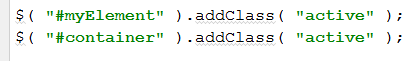 $( "#myElement" ).addClass( "active" );
$( "#container" ).addClass( "active" );